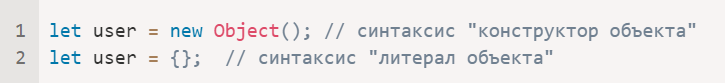 1 let user = new Object(); // синтаксис "конструктор объекта"
2 let user = {};  // синтаксис "литерал объекта"